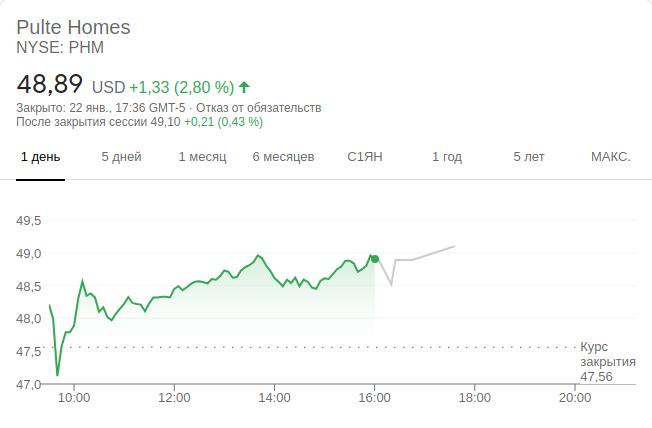 Pulte Homes
NYSE: PHM
48,89 USD +1,33 (2,80 %)
Закрыто: 22 янв., 17:36 GMT-5 · Отказ от обязательств
После закрытия сессии 49,10 +0,21 (0,43 %)
1 день 5 дней 1 месяц 6 месяцев С1ЯН 1 год 5 лет МАКС.
49,5
49,0
48,5
48,0
47,5
47,0
Курс
закрытия
47,56
10:00 12:00 14:00 16:00 18:00 20:00